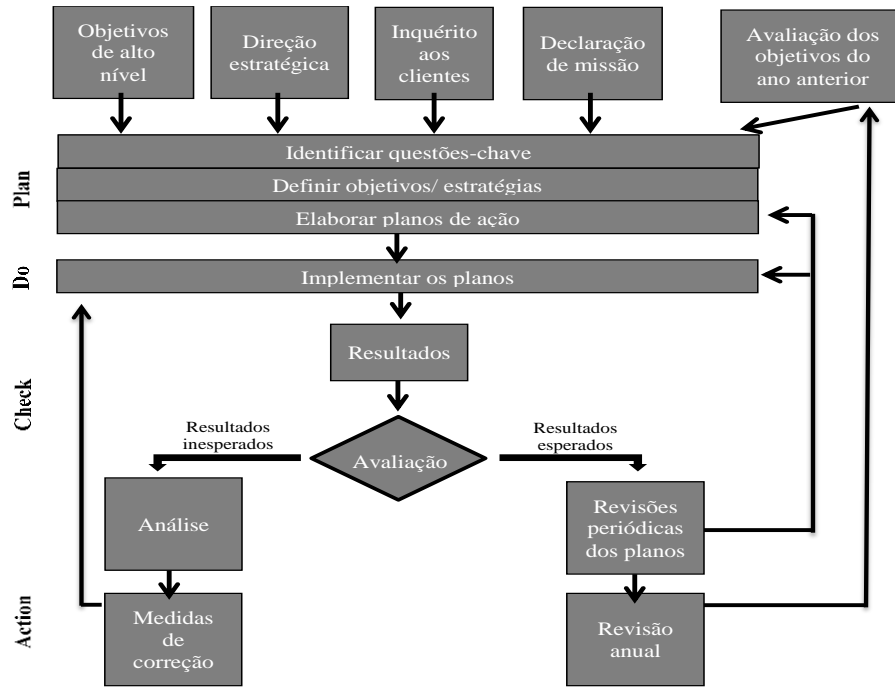 Objetivos
de alto
nível
Direção
estratégica
Inquérito
aos
clientes
Declaração
de missão
Avaliação dos
objetivos do
ano anterior
Plan
Identificar questões-chave
Definir objetivos/ estratégias
Elaborar planos de ação
Do
Implementar os planos
Check
Resultados
Resultados
inesperados
Avaliação
Resultados
esperados
Análise
Revisões
periódicas
dos planos
Action
Medidas
de
correção
Revisão
anual